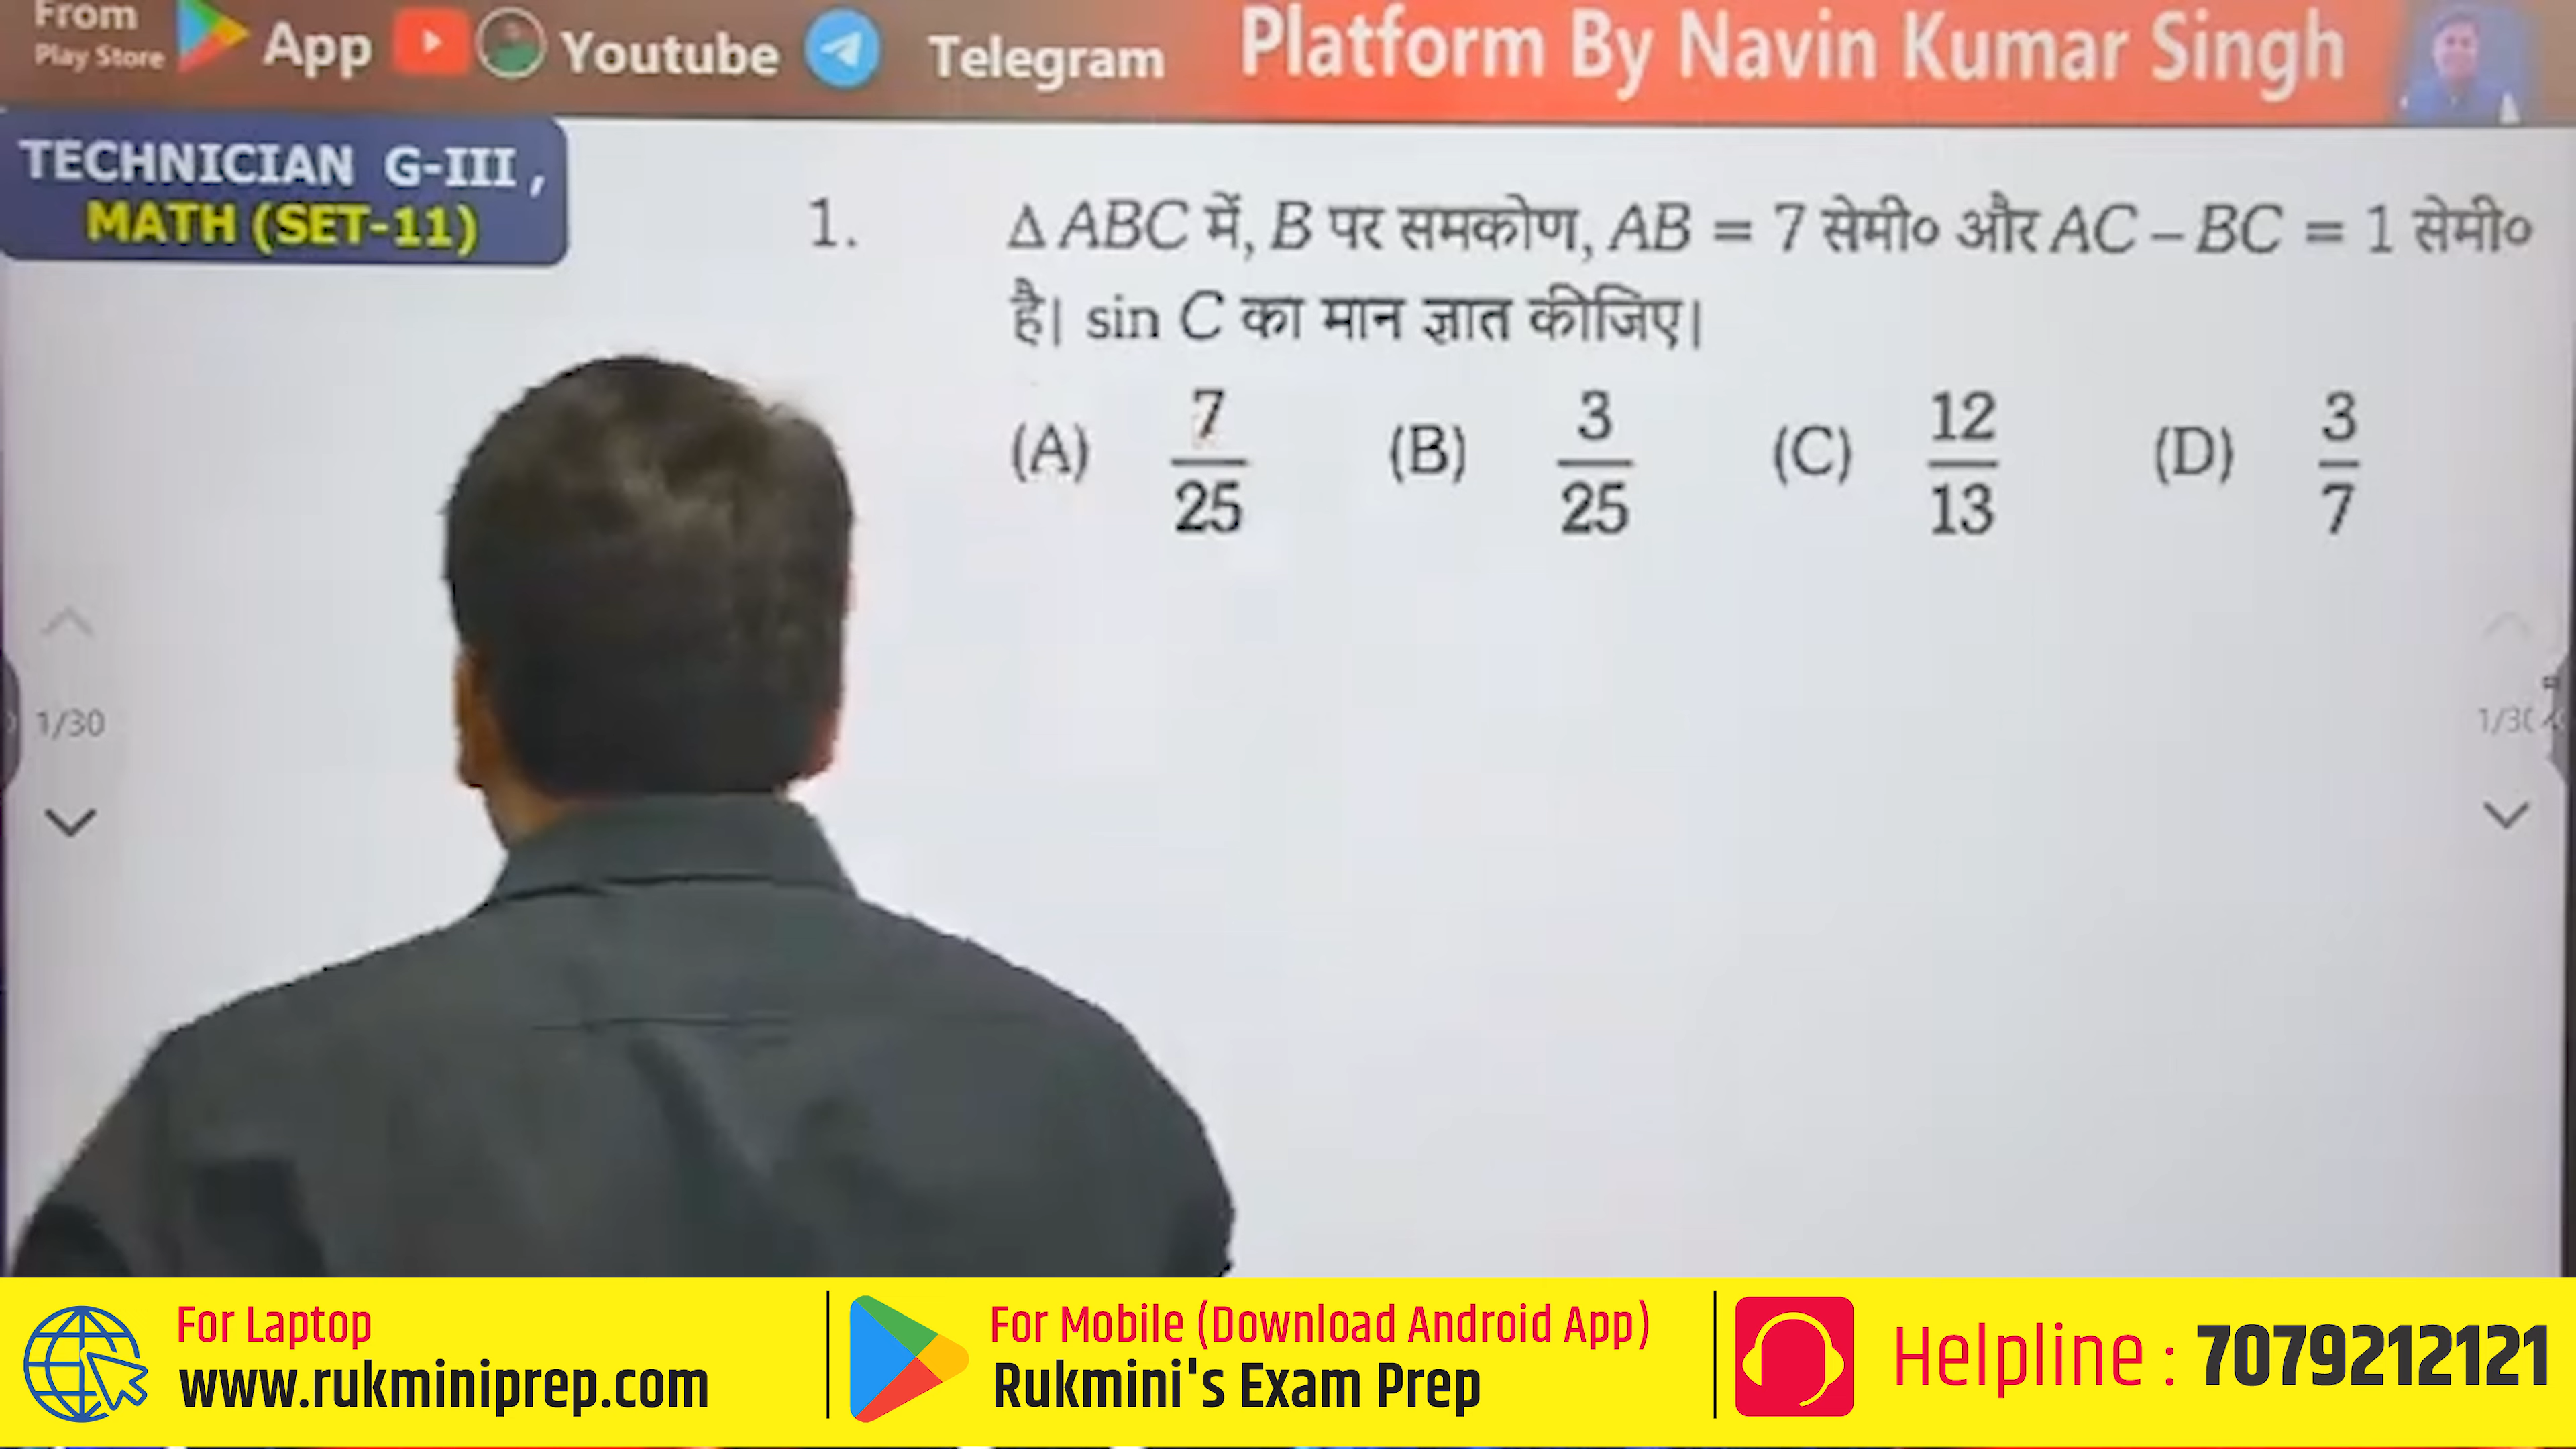 From
Play Store
App
Youtube
Telegram
Platform By Navin Kumar Singh
TECHNICIAN G-III ,
MATH (SET-11)
1. Δ ABC में, B पर समकोण, AB = 7 सेमी० और AC – BC = 1 सेमी०
है। sin C का मान ज्ञात कीजिए।
(A) 7/25 (B) 3/25 (C) 12/13 (D) 3/7
1/30
For Laptop
www.rukminiprep.com
For Mobile (Download Android App)
Rukmini's Exam Prep
Helpline : 7079212121